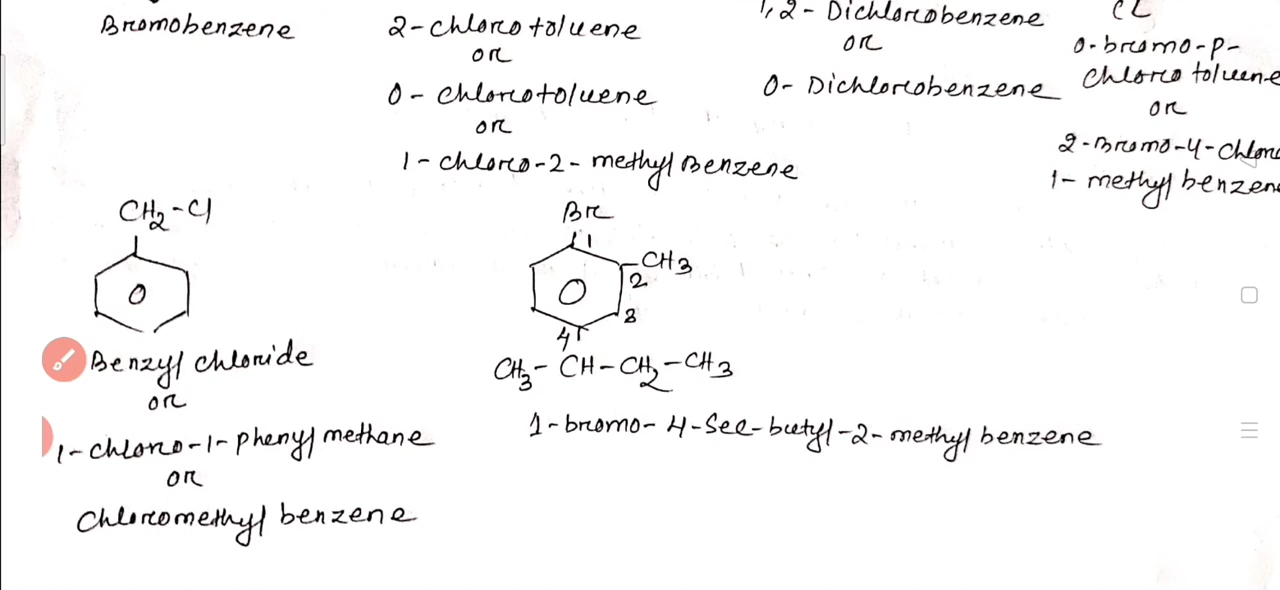 Bromobenzene
2-chlorotoluene
or
o-chlorotoluene
or
1-chloro-2-methyl Benzene
1,2-Dichlorobenzene
or
o-Dichlorobenzene
Cl
o-bromo-p-
Chloro toluene
or
2-Bromo-4-Chloro
1-methyl benzene
CH2-Cl
Benzyl chloride
or
1-chloro-1-phenyl methane
or
Chloromethyl benzene
Br
1
-CH3
2
3
4
CH3-CH-CH2-CH3
1-bromo-4-Sec-butyl-2-methyl benzene